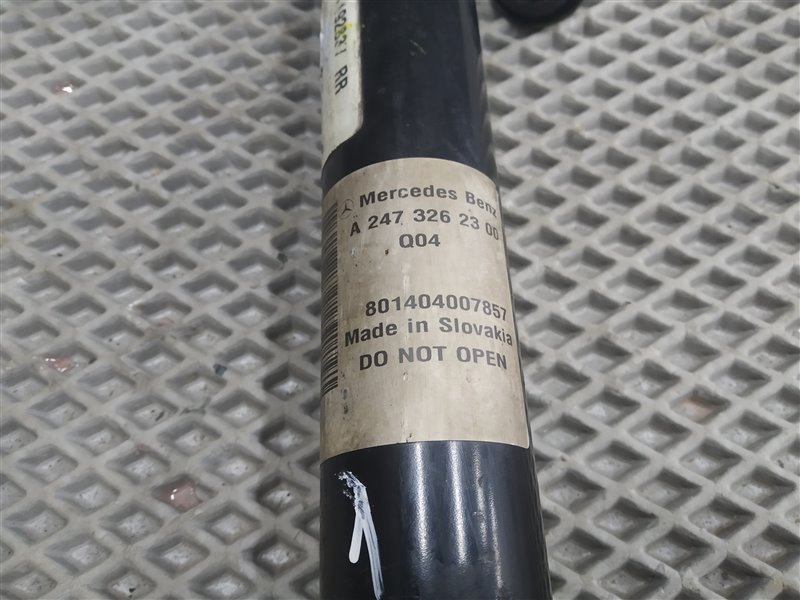 RR
Mercedes Benz
A 247 326 23 00
Q04
801404007857
Made in Slovakia
DO NOT OPEN